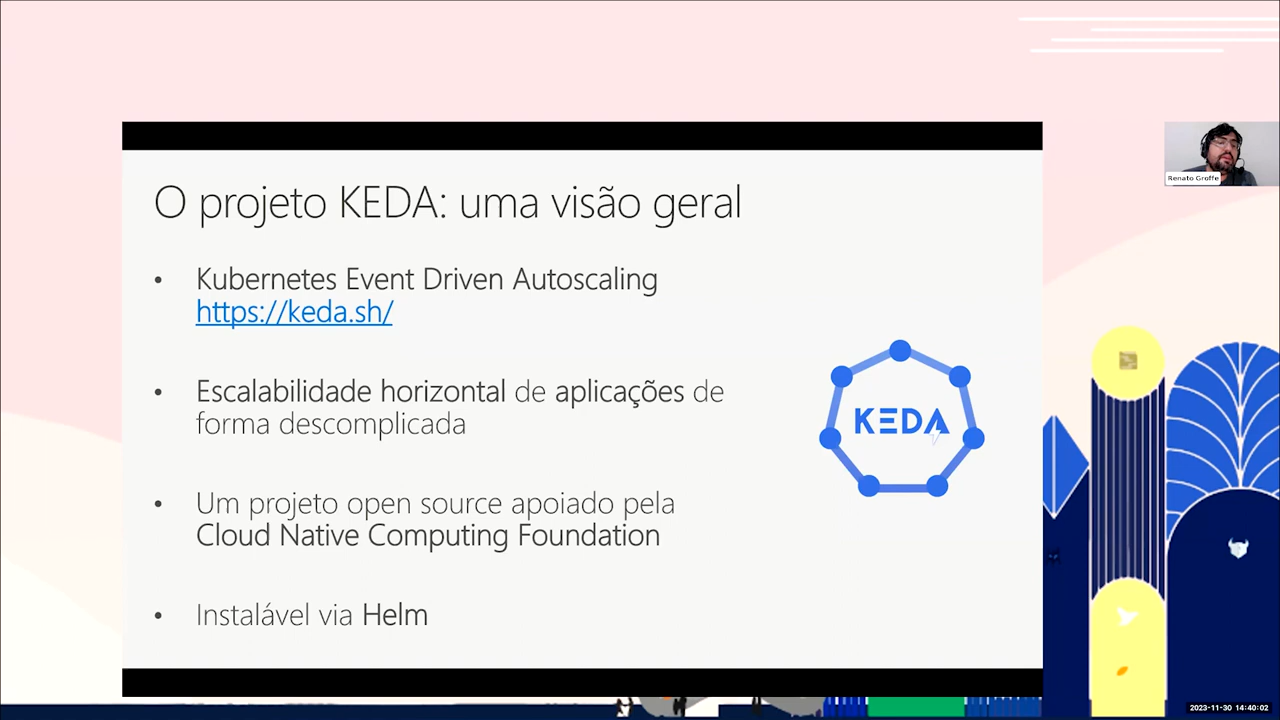 O projeto KEDA: uma visão geral
• Kubernetes Event Driven Autoscaling
https://keda.sh/
• Escalabilidade horizontal de aplicações de
forma descomplicada
KEDA
• Um projeto open source apoiado pela
Cloud Native Computing Foundation
• Instalável via Helm
Renato Groffe
2023-11-30 14:40:02